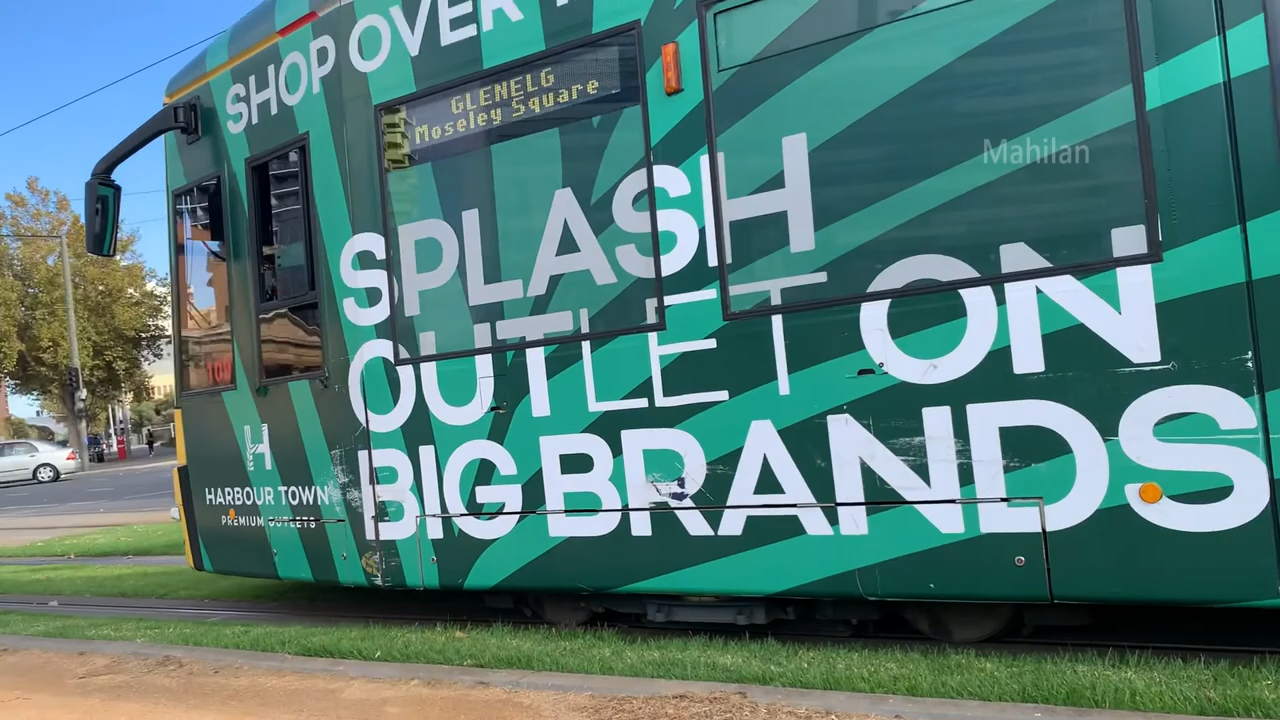 SHOP OVER
GLENELG
Moseley Square
Mahilan
SPLASH
OUTLET ON
BIG BRANDS
H
HARBOUR TOWN
PREMIUM OUTLETS